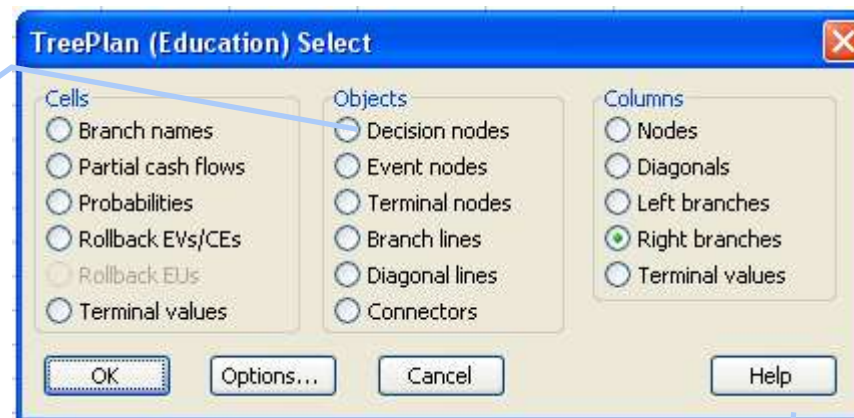 TreePlan (Education) Select
Cells
Branch names
Partial cash flows
Probabilities
Rollback EVs/CEs
Rollback EUs
Terminal values
Objects
Decision nodes
Event nodes
Terminal nodes
Branch lines
Diagonal lines
Connectors
Columns
Nodes
Diagonals
Left branches
Right branches
Terminal values
OK
Options...
Cancel
Help